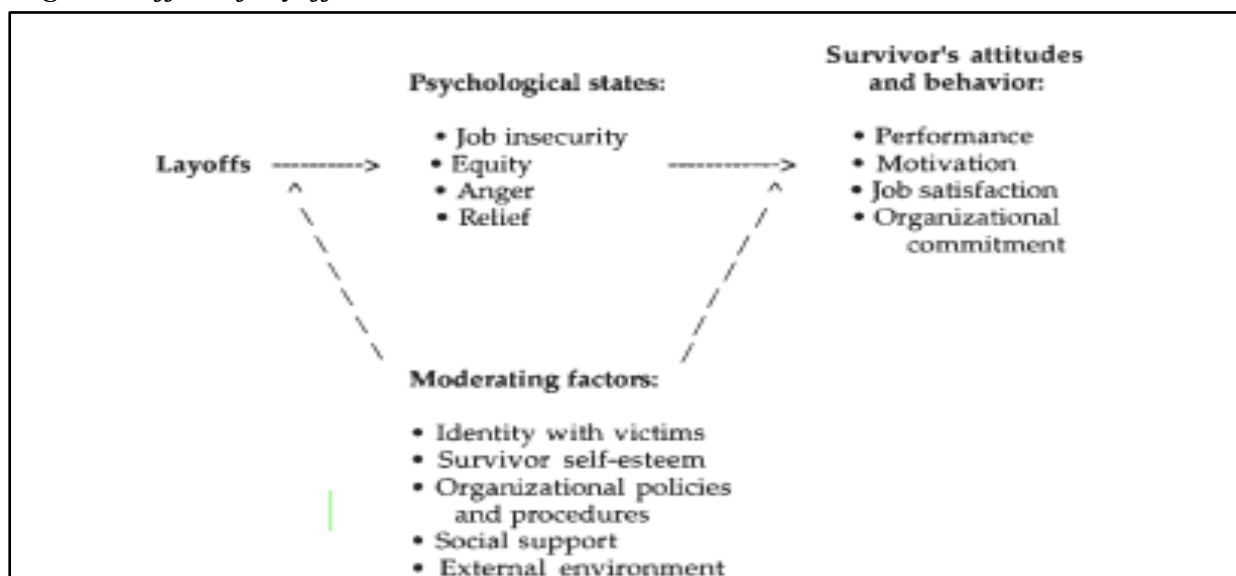 Survivor's attitudes
and behavior:
Psychological states:
• Job insecurity
• Equity
• Anger
• Relief
Layoffs ----------->
------------->
• Performance
• Motivation
• Job satisfaction
• Organizational
commitment
Moderating factors:
• Identity with victims
• Survivor self-esteem
• Organizational policies
and procedures
• Social support
• External environment